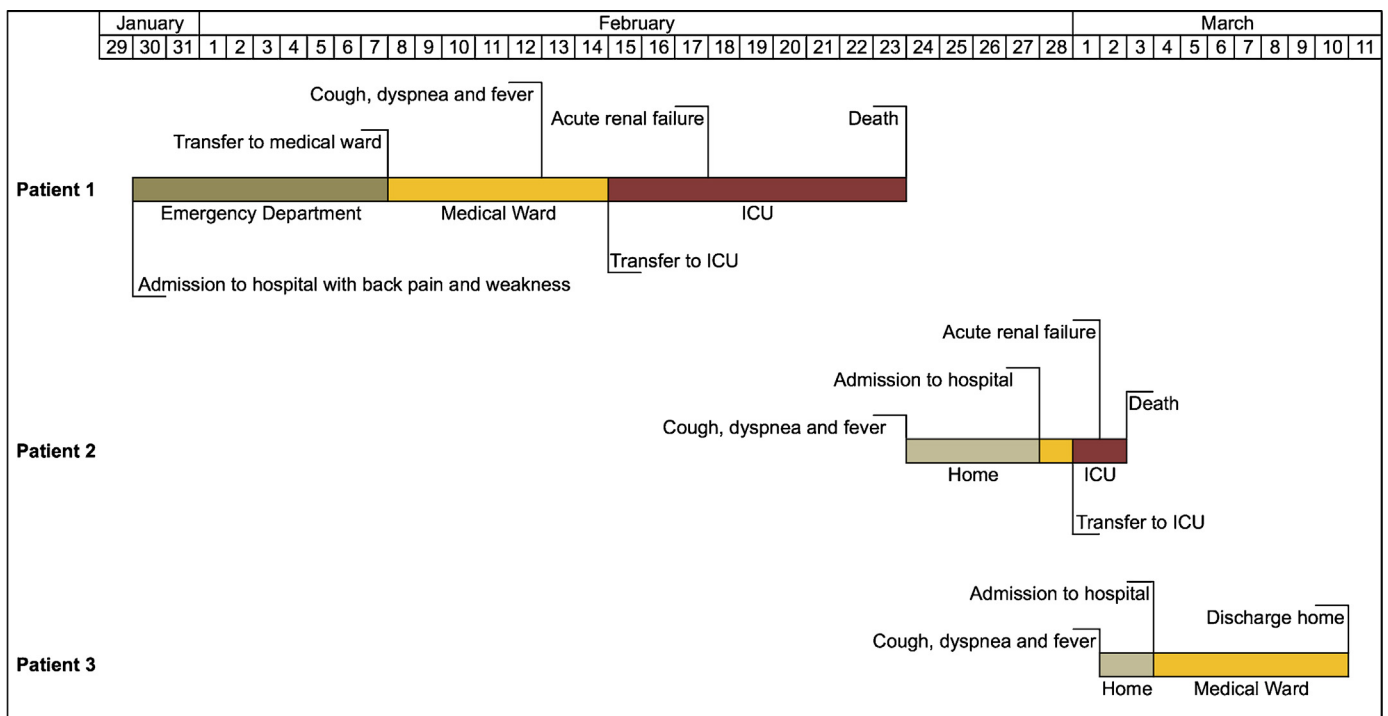 January February March
29 30 31 1 2 3 4 5 6 7 8 9 10 11 12 13 14 15 16 17 18 19 20 21 22 23 24 25 26 27 28 1 2 3 4 5 6 7 8 9 10 11
Cough, dyspnea and fever
Acute renal failure
Death
Transfer to medical ward
Patient 1
Emergency Department
Medical Ward
ICU
Transfer to ICU
Admission to hospital with back pain and weakness
Acute renal failure
Admission to hospital
Death
Cough, dyspnea and fever
Patient 2
Home
ICU
Transfer to ICU
Admission to hospital
Discharge home
Cough, dyspnea and fever
Patient 3
Home
Medical Ward